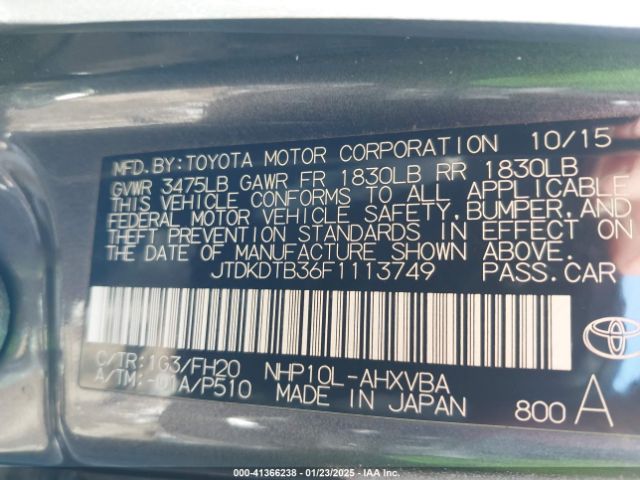 MFD.BY:TOYOTA MOTOR CORPORATION 10/15
GVWR 3475LB GAWR FR 1830LB RR 1830LB
THIS VEHICLE CONFORMS TO ALL APPLICABLE
FEDERAL MOTOR VEHICLE SAFETY, BUMPER, AND
THEFT PREVENTION STANDARDS IN EFFECT ON
THE DATE OF MANUFACTURE SHOWN ABOVE.
JTDKDTB36F1113749 PASS.CAR
C/TR:1G3/FH20 NHP10L-AHXVBA
A/TM:-01A/P510 MADE IN JAPAN 800 A
000-41366238 - 01/23/2025 - IAA Inc.